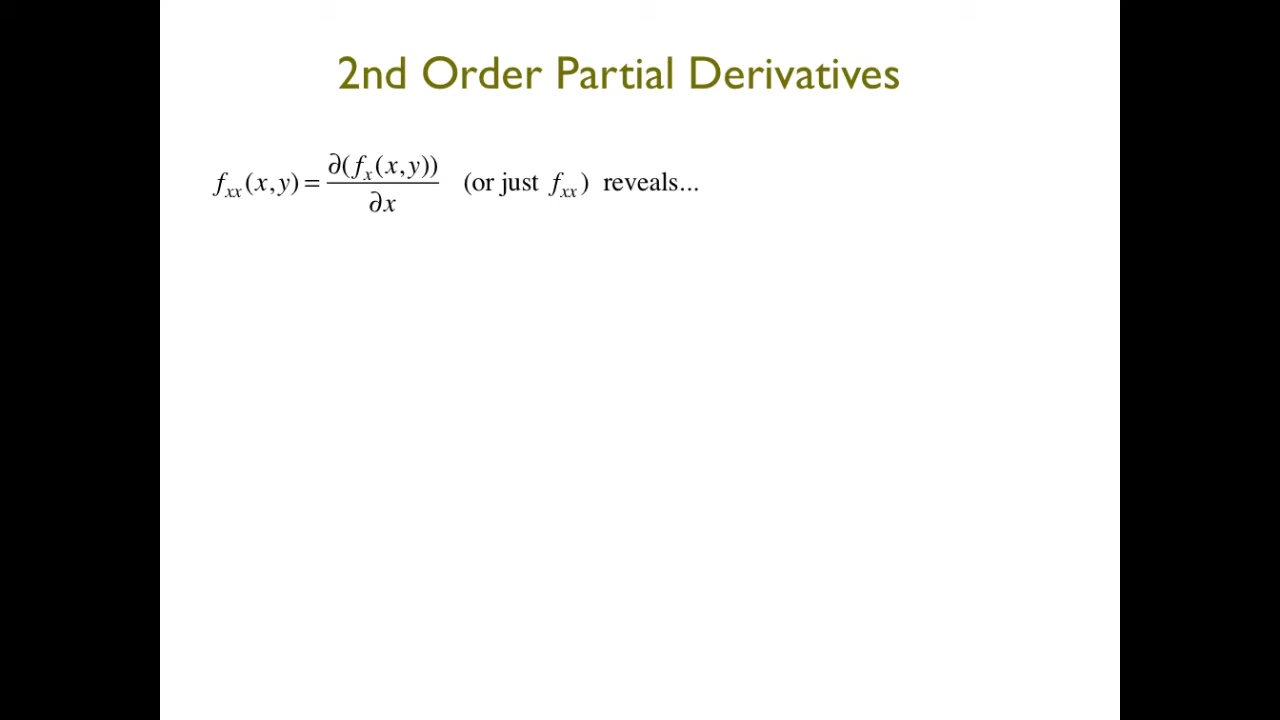 2nd Order Partial Derivatives
f_xx(x,y) = ∂(f_x(x,y))/∂x (or just f_xx) reveals...